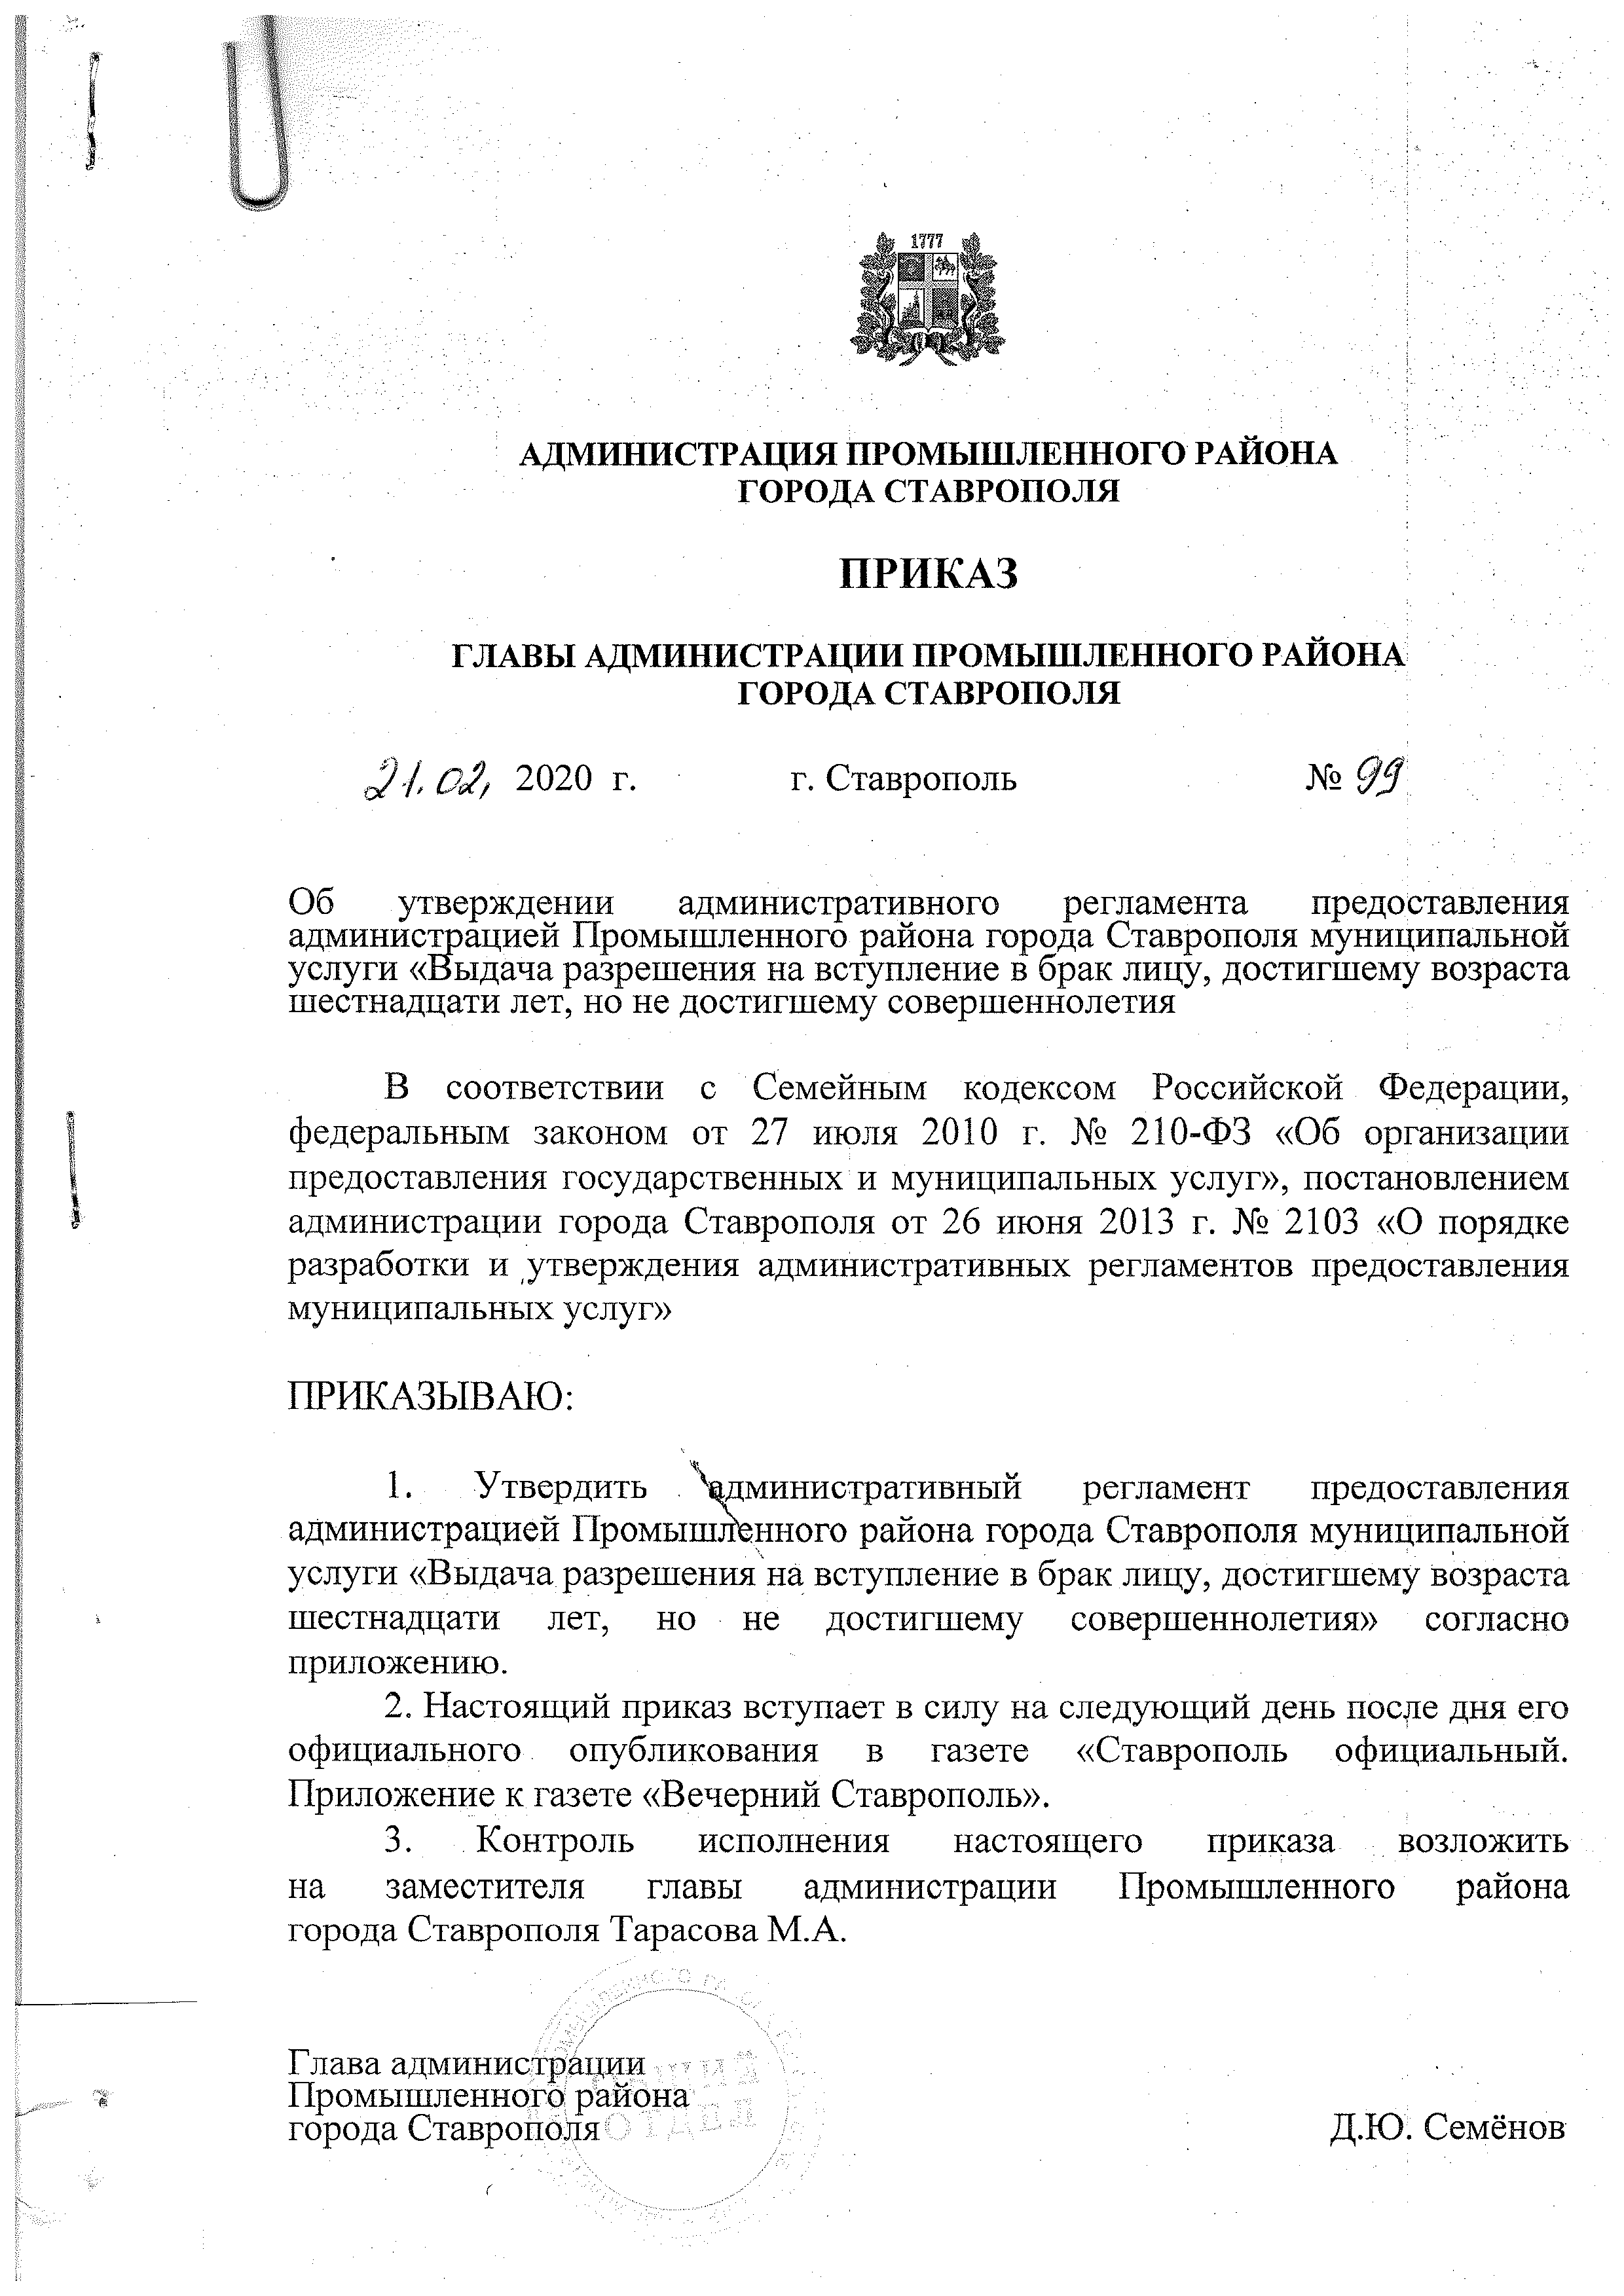 1777
АДМИНИСТРАЦИЯ ПРОМЫШЛЕННОГО РАЙОНА
ГОРОДА СТАВРОПОЛЯ
ПРИКАЗ
ГЛАВЫ АДМИНИСТРАЦИИ ПРОМЫШЛЕННОГО РАЙОНА
ГОРОДА СТАВРОПОЛЯ
21.02, 2020 г. г. Ставрополь № 99
Об утверждении административного регламента предоставления
администрацией Промышленного района города Ставрополя муниципальной
услуги «Выдача разрешения на вступление в брак лицу, достигшему возраста
шестнадцати лет, но не достигшему совершеннолетия
В соответствии с Семейным кодексом Российской Федерации,
федеральным законом от 27 июля 2010 г. № 210-ФЗ «Об организации
предоставления государственных и муниципальных услуг», постановлением
администрации города Ставрополя от 26 июня 2013 г. № 2103 «О порядке
разработки и утверждения административных регламентов предоставления
муниципальных услуг»
ПРИКАЗЫВАЮ:
1. Утвердить административный регламент предоставления
администрацией Промышленного района города Ставрополя муниципальной
услуги «Выдача разрешения на вступление в брак лицу, достигшему возраста
шестнадцати лет, но не достигшему совершеннолетия» согласно
приложению.
2. Настоящий приказ вступает в силу на следующий день после дня его
официального опубликования в газете «Ставрополь официальный.
Приложение к газете «Вечерний Ставрополь».
3. Контроль исполнения настоящего приказа возложить
на заместителя главы администрации Промышленного района
города Ставрополя Тарасова М.А.
Глава администрации
Промышленного района
города Ставрополя Д.Ю. Семёнов